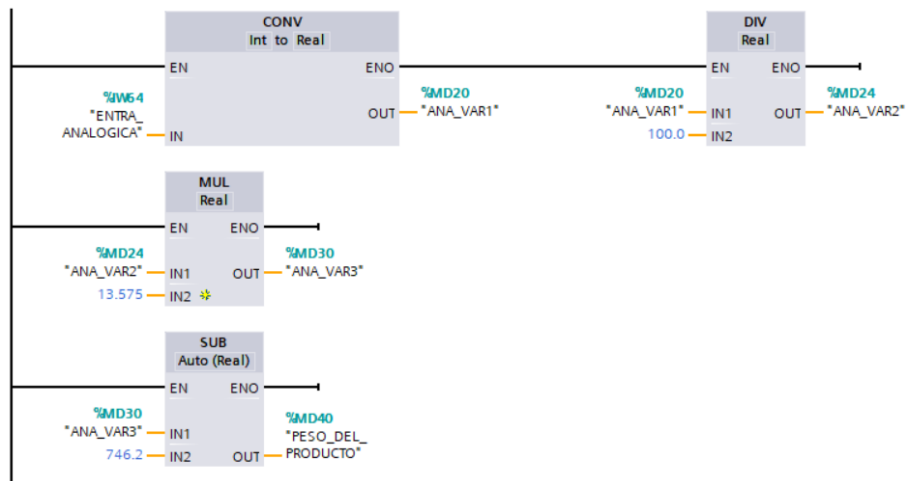 CONV
Int to Real
EN
ENO
%IW64
"ENTRA_
ANALOGICA"
IN
%MD20
OUT
"ANA_VAR1"
DIV
Real
EN
ENO
%MD20
"ANA_VAR1"
IN1
100.0
IN2
%MD24
OUT
"ANA_VAR2"
MUL
Real
EN
ENO
%MD24
"ANA_VAR2"
IN1
13.575
IN2
%MD30
OUT
"ANA_VAR3"
SUB
Auto (Real)
EN
ENO
%MD30
"ANA_VAR3"
IN1
746.2
IN2
%MD40
"PESO_DEL_
OUT
PRODUCTO"